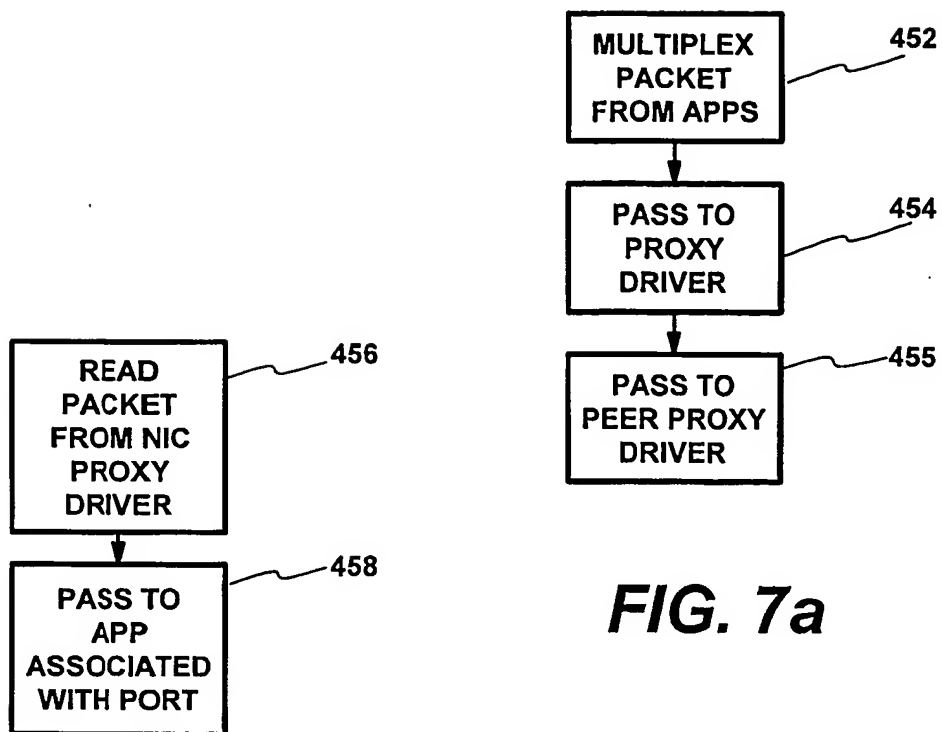 MULTIPLEX
PACKET
FROM APPS
452
PASS TO
PROXY
DRIVER
454
PASS TO
PEER PROXY
DRIVER
455
READ
PACKET
FROM NIC
PROXY
DRIVER
456
PASS TO
APP
ASSOCIATED
WITH PORT
458
FIG. 7a